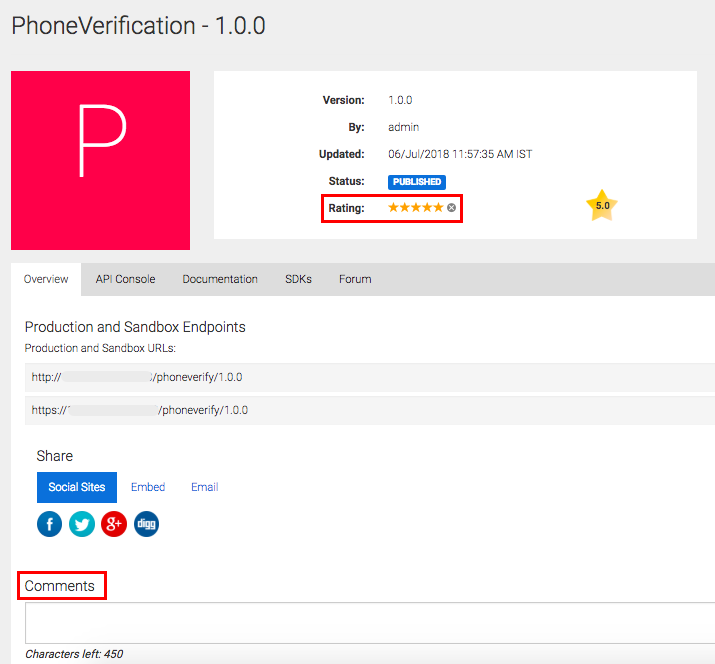 PhoneVerification - 1.0.0
P
Version: 1.0.0
By: admin
Updated: 06/Jul/2018 11:57:35 AM IST
Status: PUBLISHED
Rating:
5.0
Overview API Console Documentation SDKs Forum
Production and Sandbox Endpoints
Production and Sandbox URLs:
http:// /phoneverify/1.0.0
https:// /phoneverify/1.0.0
Share
Social Sites Embed Email
f g+ digg
Comments
Characters left: 450